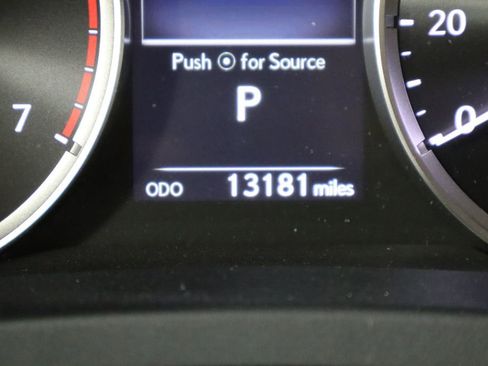 Push ⊙ for Source
20
P
7
0
ODO 13181 miles